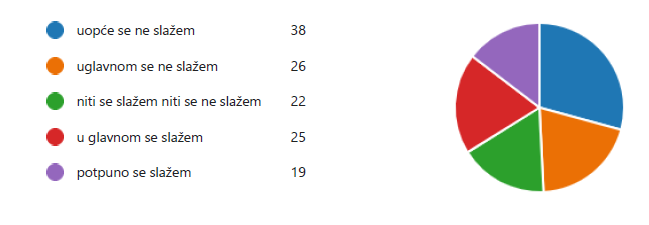 uopće se ne slažem 38
uglavnom se ne slažem 26
niti se slažem niti se ne slažem 22
u glavnom se slažem 25
potpuno se slažem 19